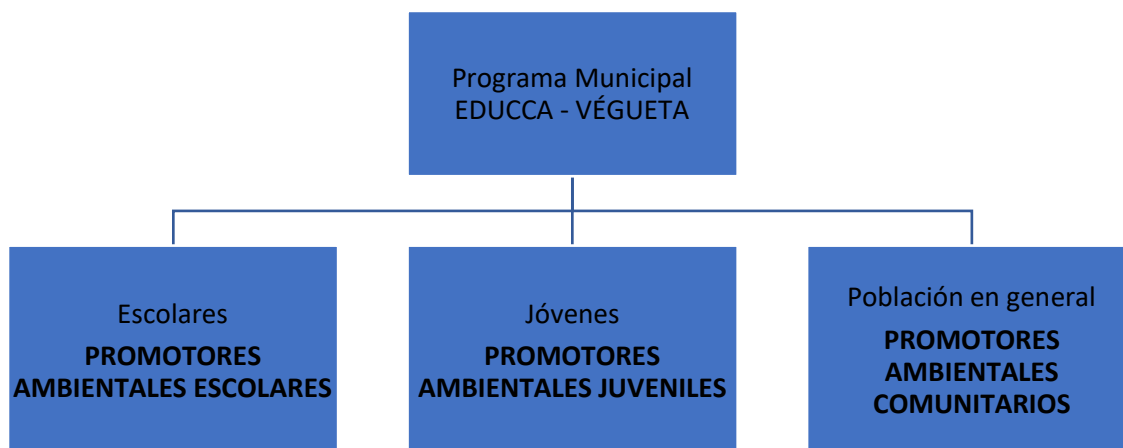 Programa Municipal
EDUCCA - VÉGUETA
Escolares
PROMOTORES
AMBIENTALES ESCOLARES
Jóvenes
PROMOTORES
AMBIENTALES JUVENILES
Población en general
PROMOTORES
AMBIENTALES
COMUNITARIOS